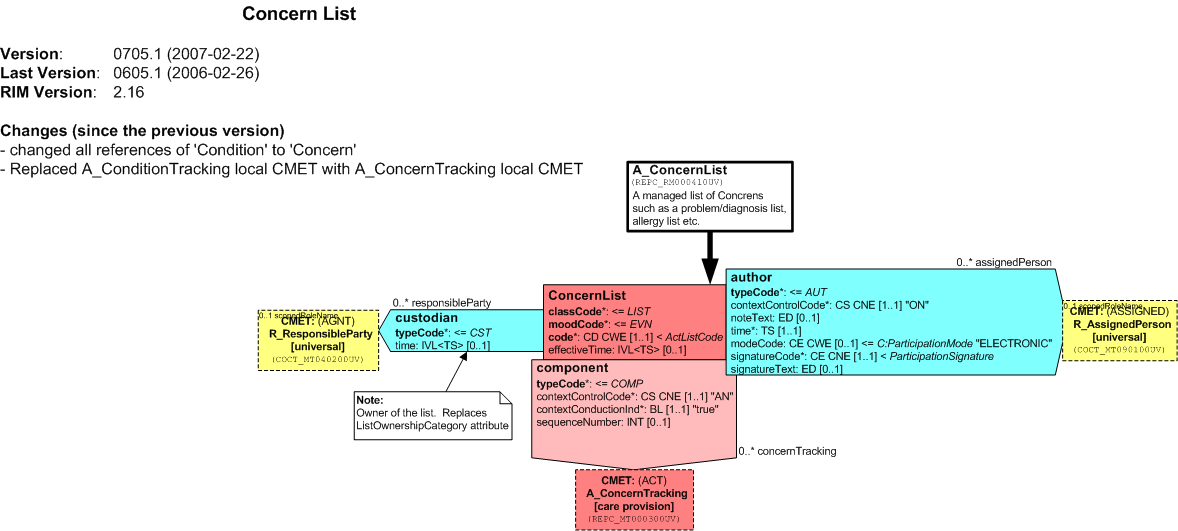 Concern List
Version: 0705.1 (2007-02-22)
Last Version: 0605.1 (2006-02-26)
RIM Version: 2.16
Changes (since the previous version)
- changed all references of 'Condition' to 'Concern'
- Replaced A_ConditionTracking local CMET with A_ConcernTracking local CMET
A_ConcernList
(REPC_RM000410UV)
A managed list of Concrens
such as a problem/diagnosis list,
allergy list etc.
0..* assignedPerson
author
typeCode*: <= AUT
contextControlCode*: CS CNE [1..1] "ON"
noteText: ED [0..1]
time*: TS [1..1]
modeCode: CE CWE [0..1] <= C:ParticipationMode "ELECTRONIC"
signatureCode*: CE CNE [1..1] < ParticipationSignature
signatureText: ED [0..1]
0..1 scopedRoleName
CMET: (ASSIGNED)
R_AssignedPerson
[universal]
(COCT_MT090100UV)
ConcernList
classCode*: <= LIST
moodCode*: <= EVN
code*: CD CWE [1..1] < ActListCode
effectiveTime: IVL<TS> [0..1]
0..* responsibleParty
custodian
typeCode*: <= CST
time: IVL<TS> [0..1]
0..1 scopedRoleName
CMET: (AGNT)
R_ResponsibleParty
[universal]
(COCT_MT040200UV)
Note:
Owner of the list. Replaces
ListOwnershipCategory attribute
component
typeCode*: <= COMP
contextControlCode*: CS CNE [1..1] "AN"
contextConductionInd*: BL [1..1] "true"
sequenceNumber: INT [0..1]
0..* concernTracking
CMET: (ACT)
A_ConcernTracking
[care provision]
(REPC_MT000300UV)